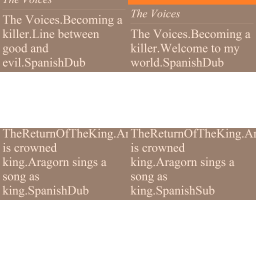 The Voices
The Voices
The Voices.Becoming a
killer.Line between
good and
evil.SpanishDub
The Voices.Becoming a
killer.Welcome to my
world.SpanishDub
TheReturnOfTheKing.Ar
is crowned
king.Aragorn sings a
song as
king.SpanishDub
TheReturnOfTheKing.Ar
is crowned
king.Aragorn sings a
song as
king.SpanishSub